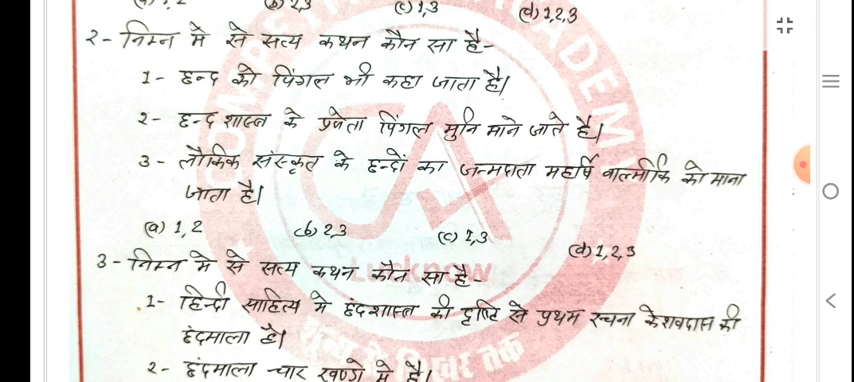 (b) 2,3 (c) 1,3 (d) 1,2,3
2- निम्न मे से सत्य कथन कौन सा है-
1- छन्द को पिंगल भी कहा जाता है।
2- छन्द शास्त्र के प्रणेता पिंगल मुनि माने जाते है।
3- लौकिक संस्कृत के छन्दों का जन्मदाता महर्षि वाल्मीकि को माना
जाता है।
(a) 1,2 (b) 2,3 (c) 1,3 (d) 1,2,3
3- निम्न मे से सत्य कथन कौन सा है-
1- हिन्दी साहित्य मे छंदशास्त्र की दृष्टि से प्रथम रचना केशवदास की
छंदमाला है।
2- छंदमाला चार खण्डो मे है।
Lucknow